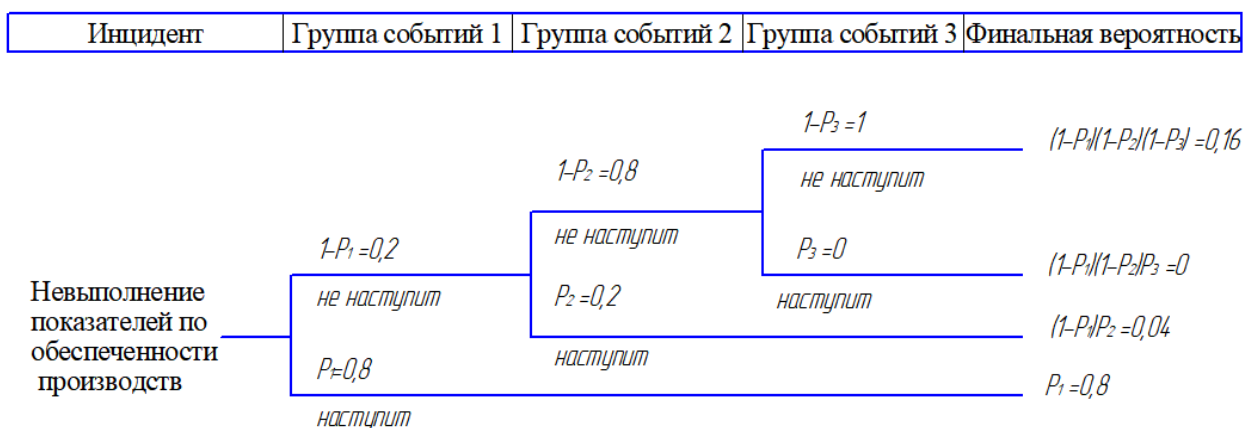 Инцидент
Группа событий 1
Группа событий 2
Группа событий 3
Финальная вероятность
1-P₃ =1
(1-P₁)(1-P₂)(1-P₃) =0,16
1-P₂ =0,8
не наступит
1-P₁ =0,2
не наступит
P₃ =0
(1-P₁)(1-P₂)P₃ =0
Невыполнение
показателей по
обеспеченности
производств
не наступит
P₂ =0,2
наступит
(1-P₁)P₂ =0,04
P₁=0,8
наступит
P₁ =0,8
наступит